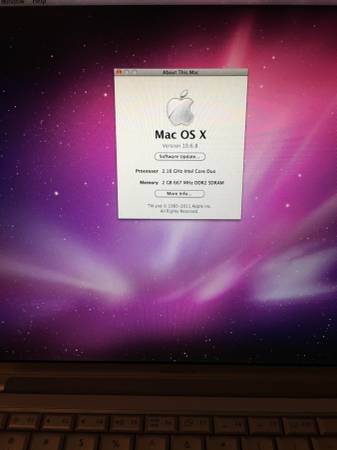 Window Help
About This Mac
Mac OS X
Version 10.6.8
Software Update...
Processor 2.16 GHz Intel Core Duo
Memory 2 GB 667 MHz DDR2 SDRAM
More Info...
TM and © 1983-2011 Apple Inc.
All Rights Reserved.